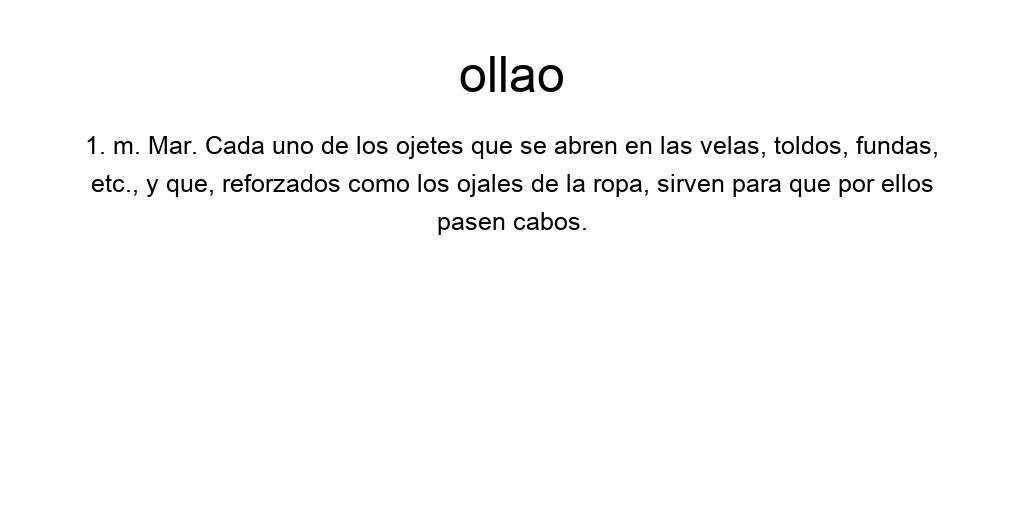 ollao
1. m. Mar. Cada uno de los ojetes que se abren en las velas, toldos, fundas,
etc., y que, reforzados como los ojales de la ropa, sirven para que por ellos
pasen cabos.